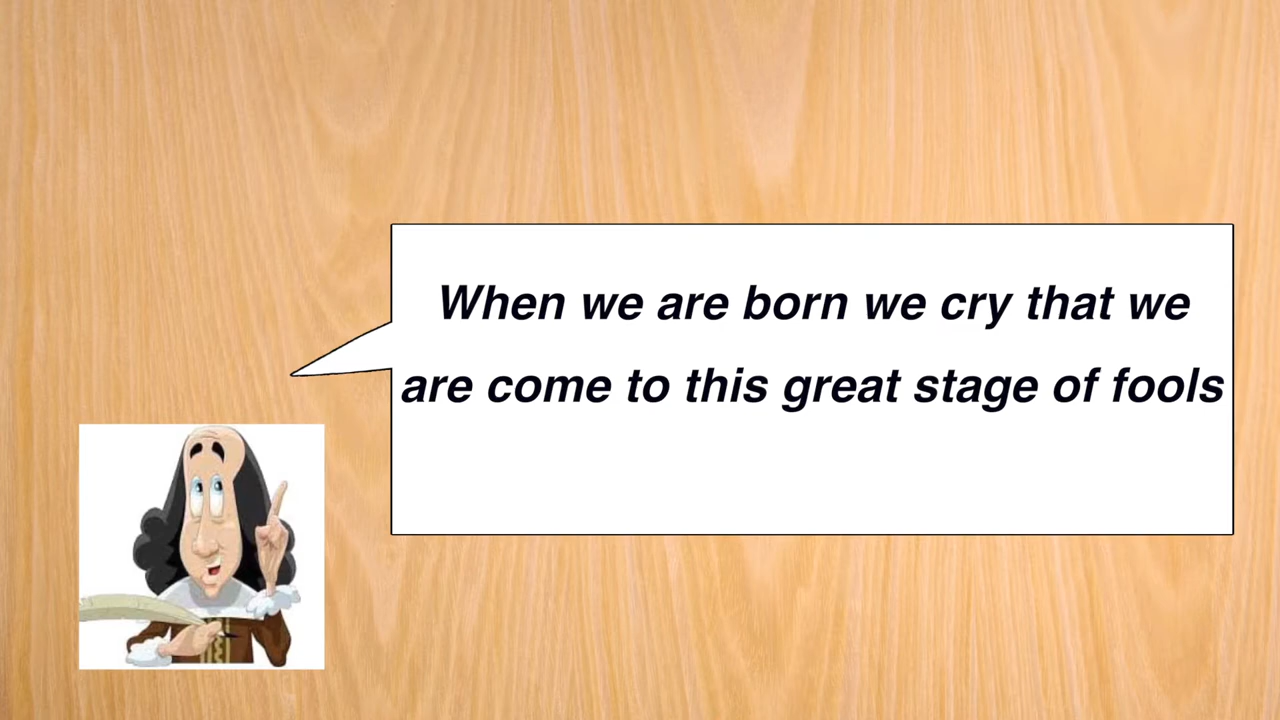 When we are born we cry that we
are come to this great stage of fools